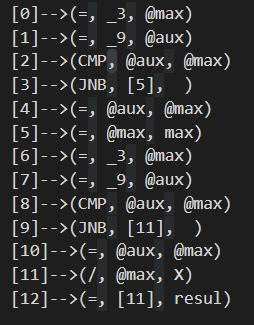 [0]-->(=, _3, @max)
[1]-->(=, _9, @aux)
[2]-->(CMP, @aux, @max)
[3]-->(JNB, [5],  )
[4]-->(=, @aux, @max)
[5]-->(=, @max, max)
[6]-->(=, _3, @max)
[7]-->(=, _9, @aux)
[8]-->(CMP, @aux, @max)
[9]-->(JNB, [11],  )
[10]-->(=, @aux, @max)
[11]-->(/, @max, X)
[12]-->(=, [11], resul)